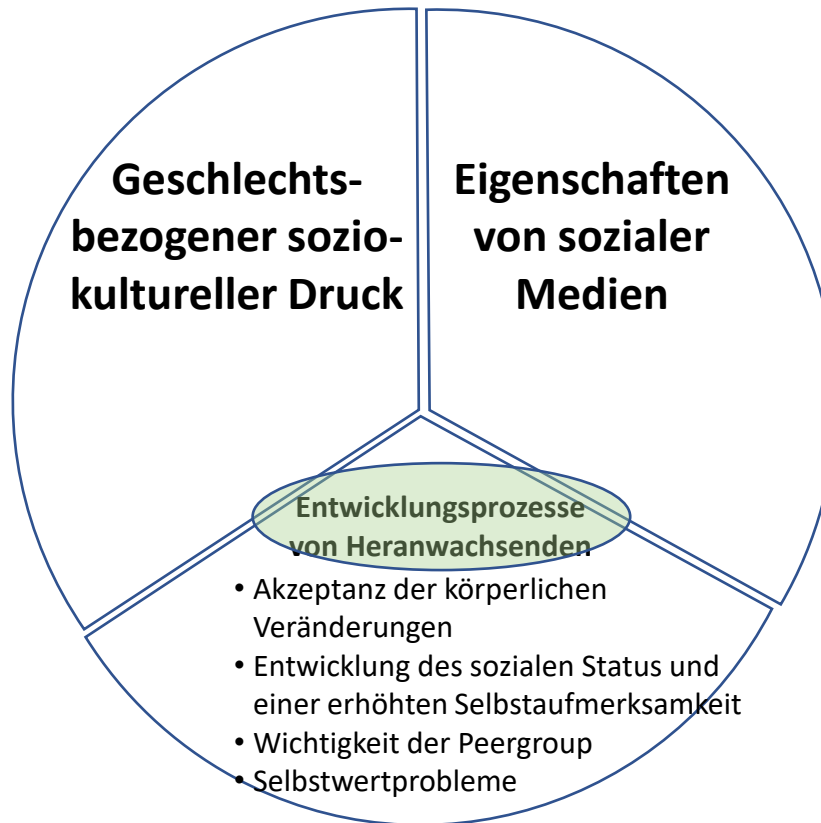 Geschlechts-
bezogener sozio-
kultureller Druck
Eigenschaften
von sozialer
Medien
Entwicklungsprozesse
von Heranwachsenden
• Akzeptanz der körperlichen
Veränderungen
• Entwicklung des sozialen Status und
einer erhöhten Selbstaufmerksamkeit
• Wichtigkeit der Peergroup
• Selbstwertprobleme